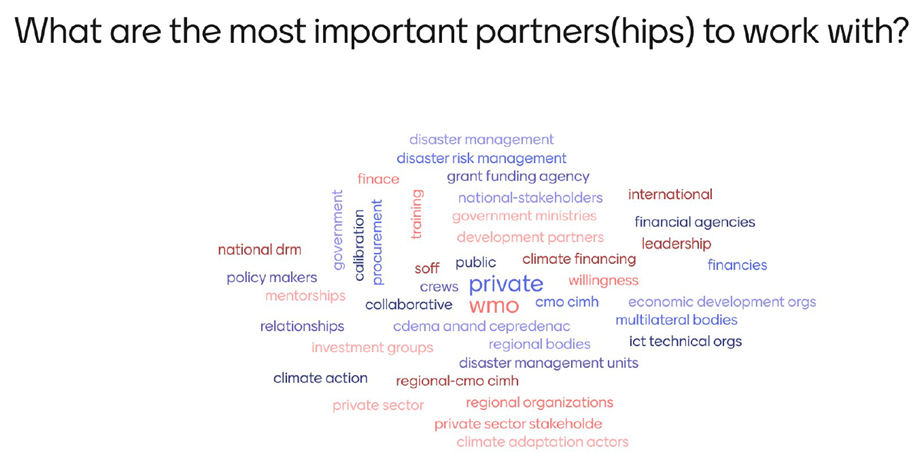 What are the most important partners(hips) to work with?
disaster management
disaster risk management
finace
grant funding agency
government
calibration
procurement
training
national-stakeholders
international
government ministries
financial agencies
development partners
leadership
national drm
soff
public
climate financing
financies
policy makers
crews
private
willingness
mentorships
collaborative
wmo
cmo cimh
economic development orgs
relationships
cdema anand cepredenac
multilateral bodies
investment groups
regional bodies
ict technical orgs
disaster management units
climate action
regional-cmo cimh
private sector
regional organizations
private sector stakeholde
climate adaptation actors